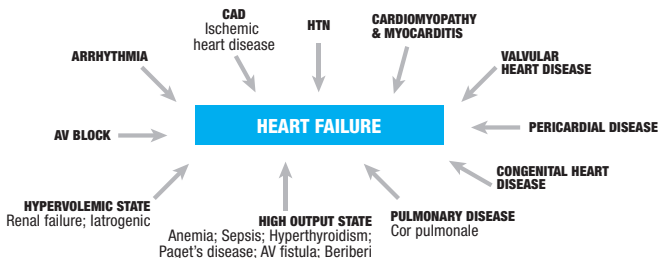 CAD
Ischemic
heart disease
HTN
CARDIOMYOPATHY
& MYOCARDITIS
ARRHYTHMIA
VALVULAR
HEART DISEASE
HEART FAILURE
AV BLOCK
PERICARDIAL DISEASE
CONGENITAL HEART
DISEASE
HYPERVOLEMIC STATE
Renal failure; Iatrogenic
HIGH OUTPUT STATE
Anemia; Sepsis; Hyperthyroidism;
Paget's disease; AV fistula; Beriberi
PULMONARY DISEASE
Cor pulmonale